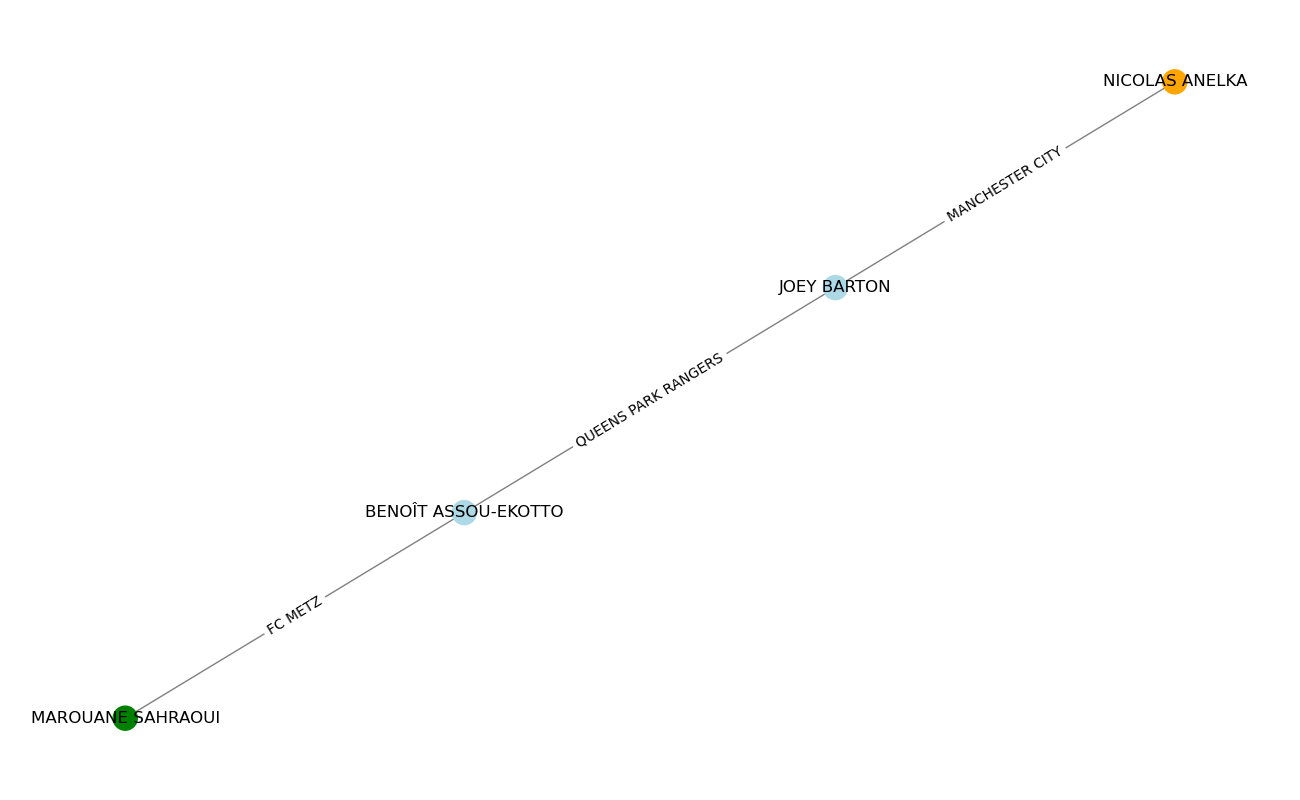 NICOLAS ANELKA
MANCHESTER CITY
JOEY BARTON
QUEENS PARK RANGERS
BENOÎT ASSOU-EKOTTO
FC METZ
MAROUANE SAHRAOUI